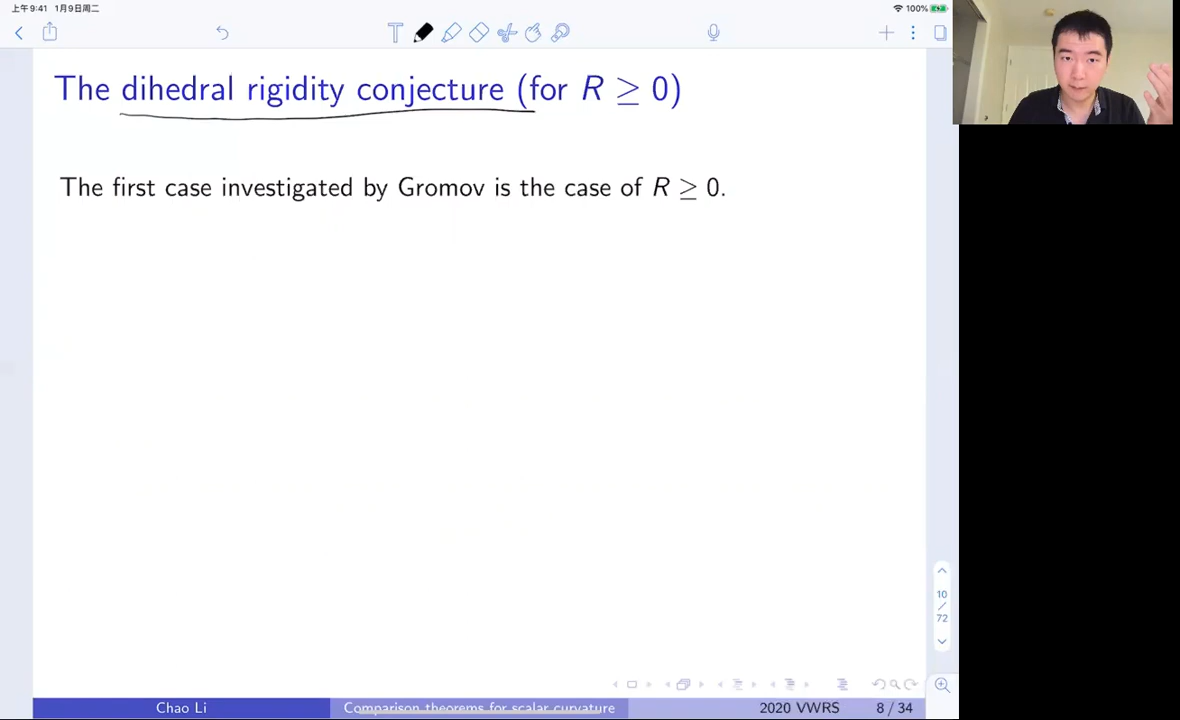 上午9:41 1月9日周二
100%
The dihedral rigidity conjecture (for R ≥ 0)
The first case investigated by Gromov is the case of R ≥ 0.
10
/
72
Chao Li Comparison theorems for scalar curvature 2020 VWRS 8 / 34